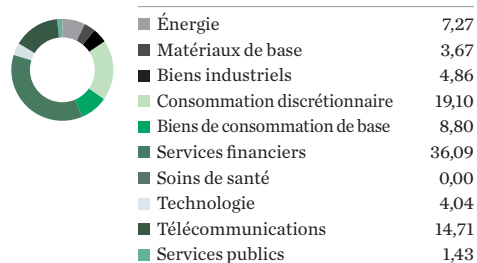 Énergie 7,27
Matériaux de base 3,67
Biens industriels 4,86
Consommation discrétionnaire 19,10
Biens de consommation de base 8,80
Services financiers 36,09
Soins de santé 0,00
Technologie 4,04
Télécommunications 14,71
Services publics 1,43